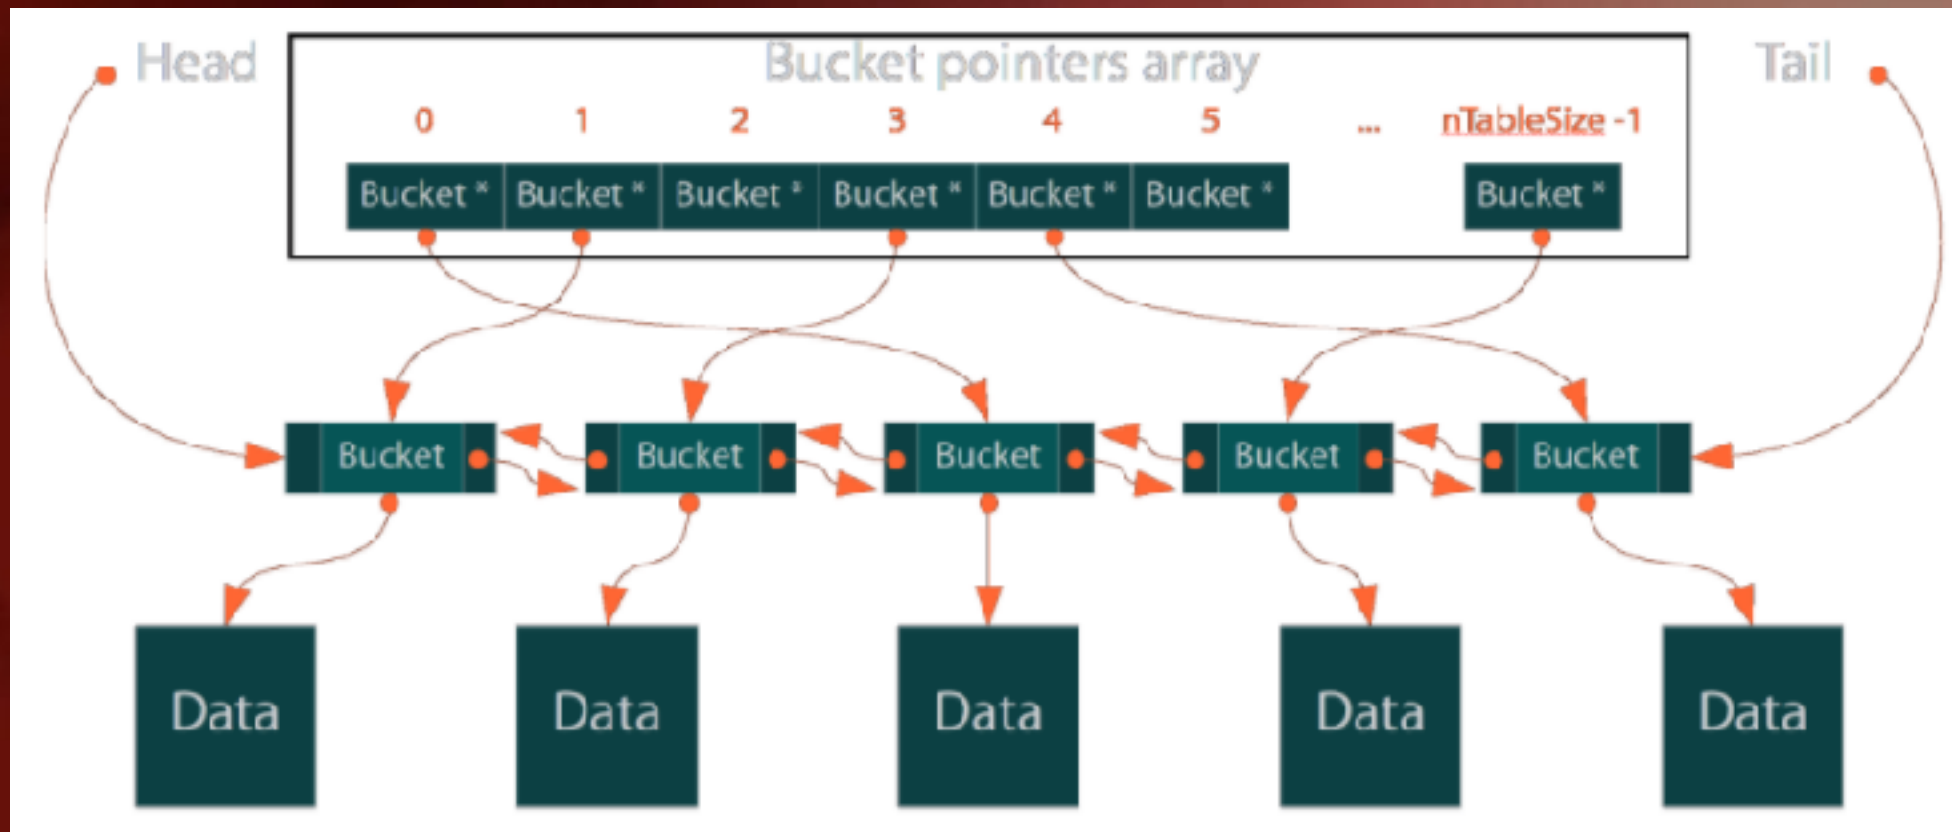 Head Bucket pointers array Tail
0 1 2 3 4 5 ... nTableSize -1
Bucket * Bucket * Bucket * Bucket * Bucket * Bucket * Bucket *
Bucket Bucket Bucket Bucket Bucket
Data Data Data Data Data